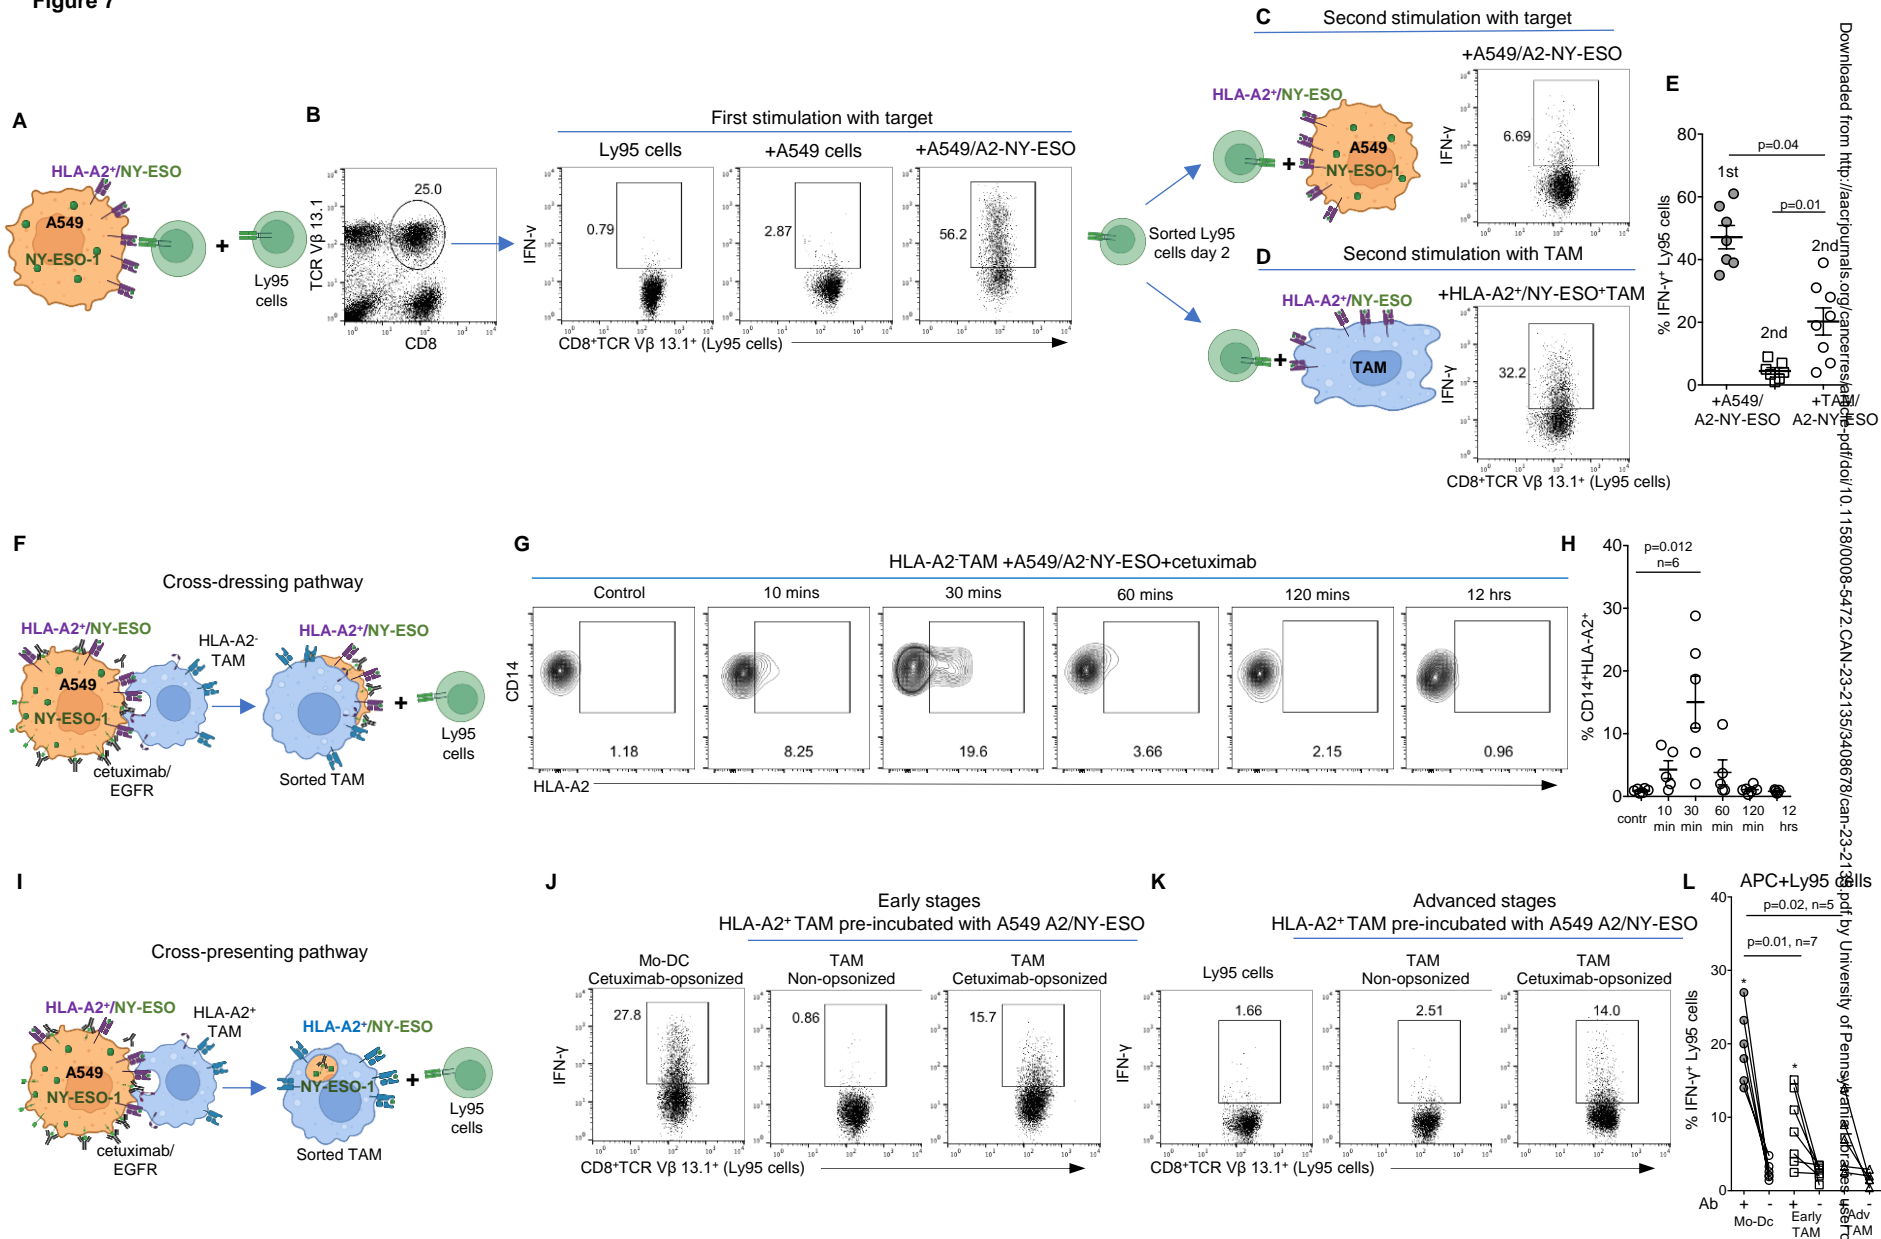 Figure 7
A
HLA-A2+/NY-ESO
A549
NY-ESO-1
+
Ly95
cells
B
25.0
TCR Vβ 13.1
CD8
First stimulation with target
Ly95 cells
+A549 cells
+A549/A2-NY-ESO
0.79
2.87
56.2
CD8+TCR Vβ 13.1+ (Ly95 cells)
Sorted Ly95
cells day 2
C
Second stimulation with target
+A549/A2-NY-ESO
HLA-A2+/NY-ESO
+
A549
NY-ESO-1
IFN-γ
6.69
D
Second stimulation with TAM
HLA-A2+/NY-ESO
+HLA-A2+/NY-ESO+TAM
+
TAM
IFN-γ
32.2
CD8+TCR Vβ 13.1+ (Ly95 cells)
E
% IFN-γ+ Ly95 cells
80
60
40
20
0
p=0.04
p=0.01
1st
2nd
2nd
+A549/
A2-NY-ESO
+TAM/
A2-NY-ESO
F
Cross-dressing pathway
HLA-A2+/NY-ESO
HLA-A2-
TAM
HLA-A2+/NY-ESO
A549
NY-ESO-1
cetuximab/
EGFR
Sorted TAM
+
Ly95
cells
G
HLA-A2-TAM +A549/A2-NY-ESO+cetuximab
Control
10 mins
30 mins
60 mins
120 mins
12 hrs
CD14
1.18
8.25
19.6
3.66
2.15
0.96
HLA-A2
H
% CD14+HLA-A2+
40
30
20
10
0
p=0.012
n=6
contr
10
min
30
min
60
min
120
min
12
hrs
I
Cross-presenting pathway
HLA-A2+/NY-ESO
HLA-A2+
TAM
HLA-A2+/NY-ESO
A549
NY-ESO-1
NY-ESO-1
cetuximab/
EGFR
Sorted TAM
+
Ly95
cells
J
Early stages
HLA-A2+ TAM pre-incubated with A549 A2/NY-ESO
Mo-DC
Cetuximab-opsonized
TAM
Non-opsonized
TAM
Cetuximab-opsonized
IFN-γ
27.8
0.86
15.7
CD8+TCR Vβ 13.1+ (Ly95 cells)
K
Advanced stages
HLA-A2+ TAM pre-incubated with A549 A2/NY-ESO
Ly95 cells
TAM
Non-opsonized
TAM
Cetuximab-opsonized
IFN-γ
1.66
2.51
14.0
CD8+TCR Vβ 13.1+ (Ly95 cells)
L
APC+Ly95 cells
% IFN-γ+ Ly95 cells
40
30
20
10
0
p=0.02, n=5
p=0.01, n=7
*
*
Ab + - + - -
Mo-Dc
Early
TAM
Adv
TAM
Downloaded from http://aacrjournals.org/cancerres/article-pdf/doi/10.1158/0008-5472.CAN-23-2135/3408678/can-23-2135.pdf by University of Pennsylvania Libraries user